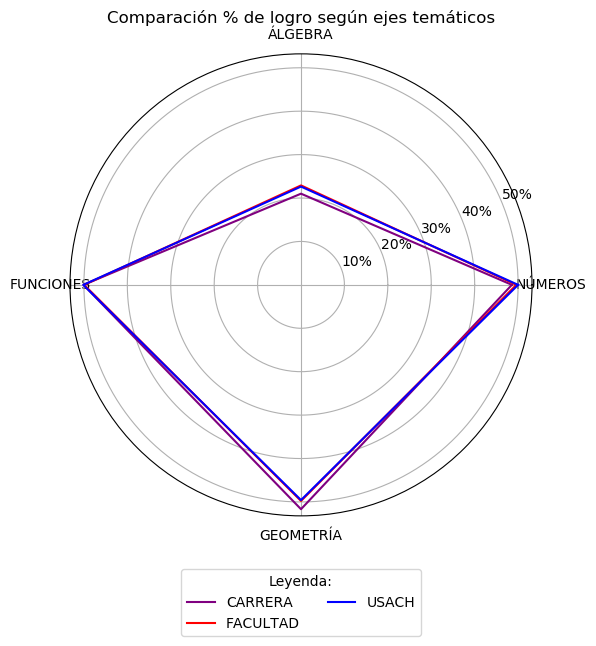 Comparación % de logro según ejes temáticos
ÁLGEBRA
50%
40%
30%
20%
10%
FUNCIONES
NÚMEROS
GEOMETRÍA
Leyenda:
CARRERA
USACH
FACULTAD